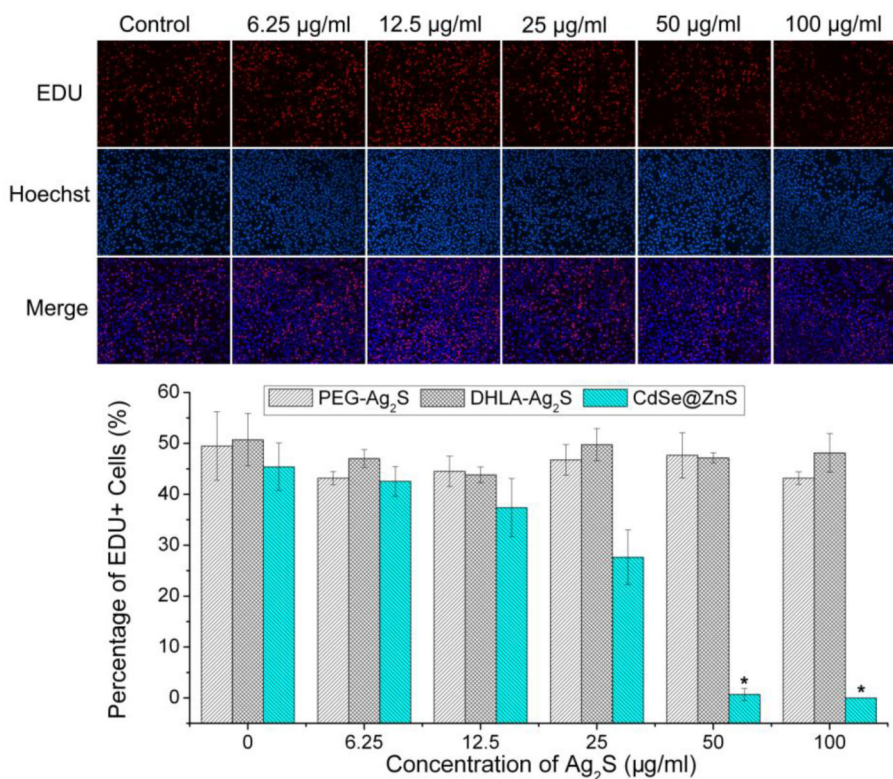 Control 6.25 µg/ml 12.5 µg/ml 25 µg/ml 50 µg/ml 100 µg/ml
EDU
Hoechst
Merge
PEG-Ag₂S DHLA-Ag₂S CdSe@ZnS
Percentage of EDU+ Cells (%)
60
50
40
30
20
10
0
* *
0 6.25 12.5 25 50 100
Concentration of Ag₂S (µg/ml)